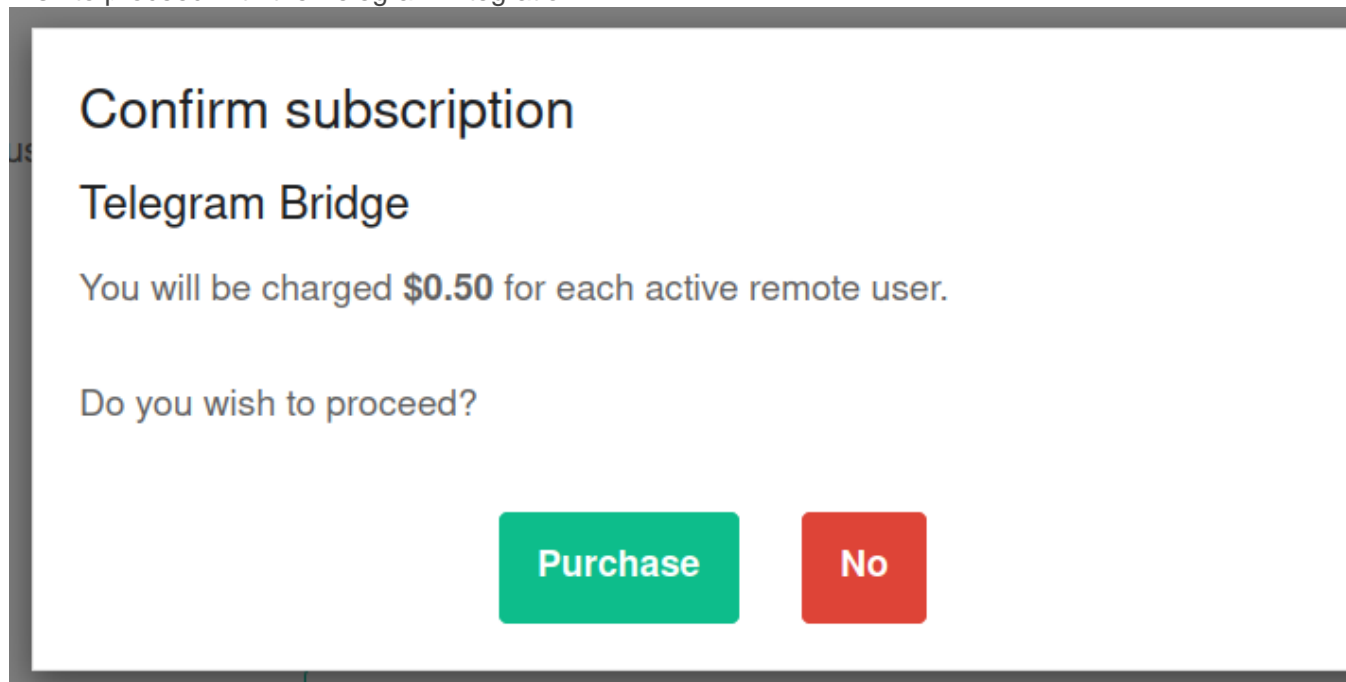 Confirm subscription
us
Telegram Bridge
You will be charged $0.50 for each active remote user.
Do you wish to proceed?
Purchase
No